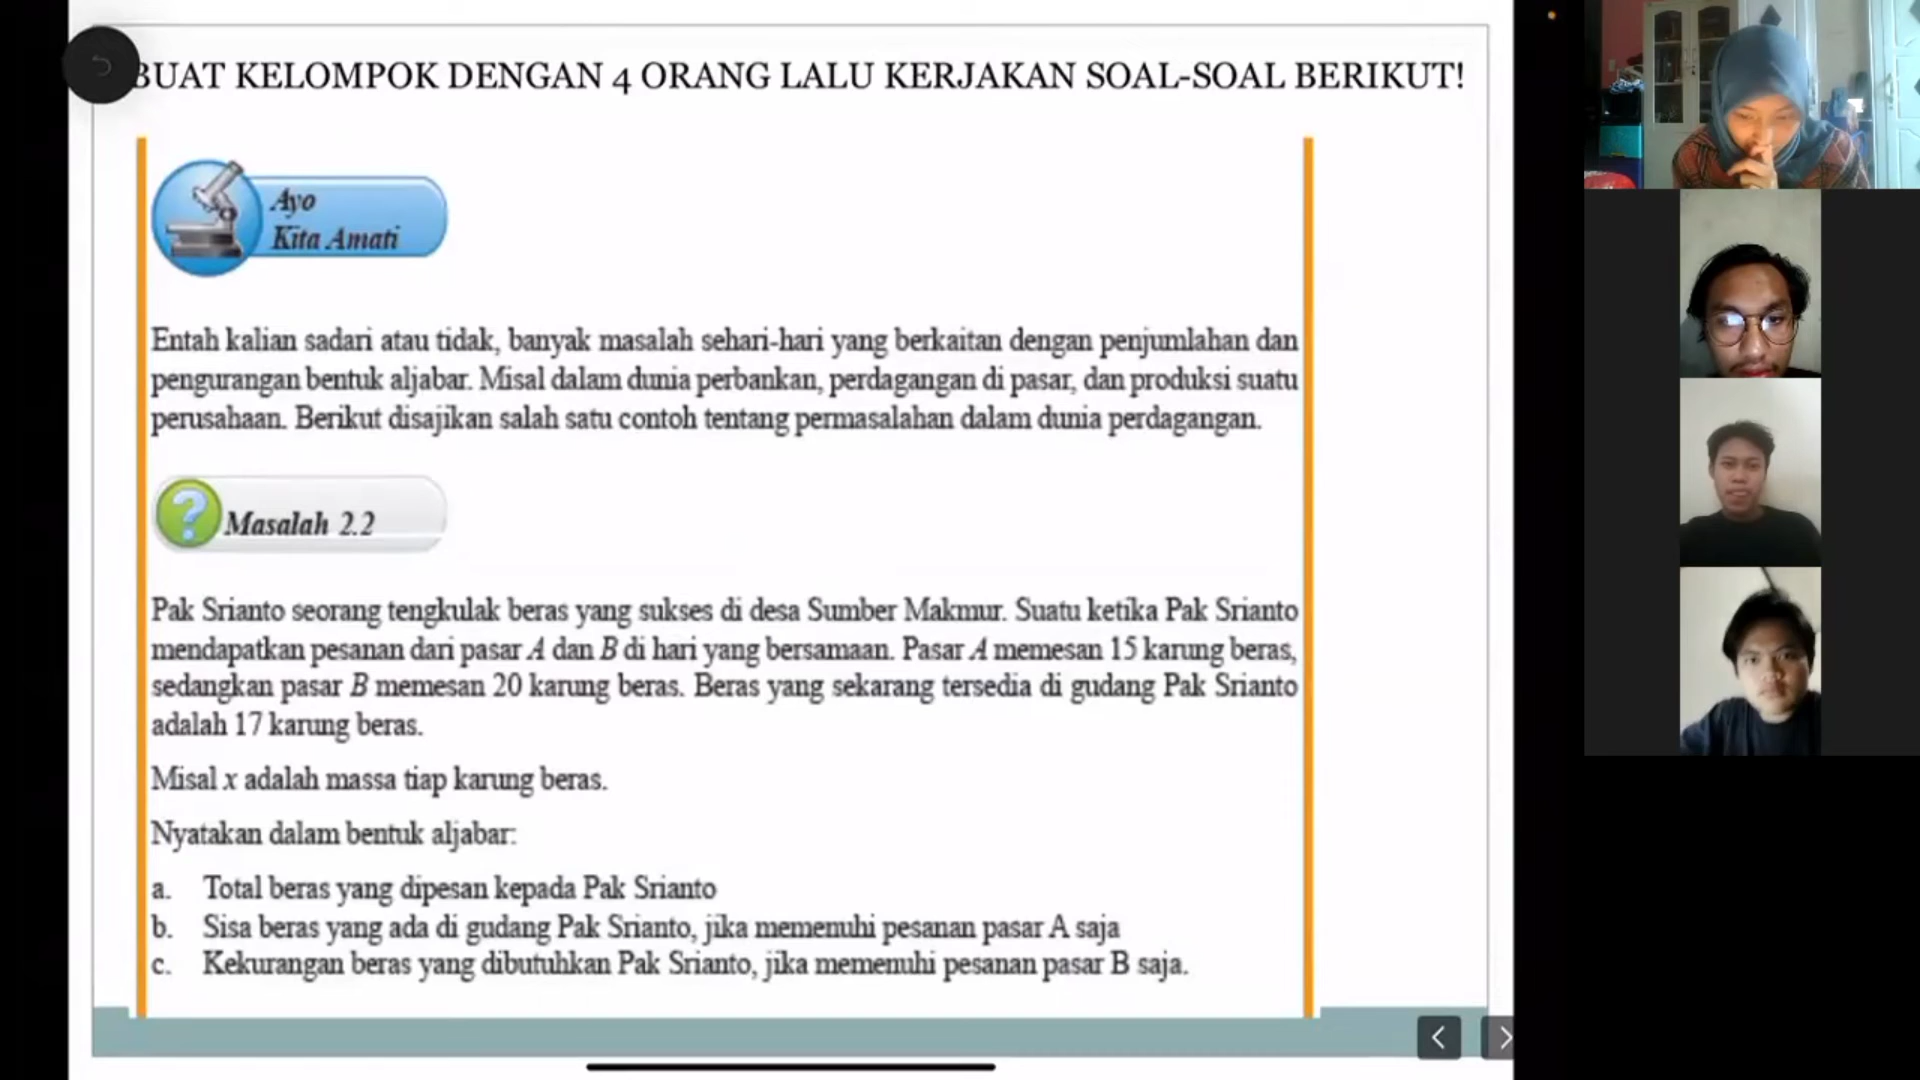 BUAT KELOMPOK DENGAN 4 ORANG LALU KERJAKAN SOAL-SOAL BERIKUT!
Ayo
Kita Amati
Entah kalian sadari atau tidak, banyak masalah sehari-hari yang berkaitan dengan penjumlahan dan
pengurangan bentuk aljabar. Misal dalam dunia perbankan, perdagangan di pasar, dan produksi suatu
perusahaan. Berikut disajikan salah satu contoh tentang permasalahan dalam dunia perdagangan.
? Masalah 2.2
Pak Srianto seorang tengkulak beras yang sukses di desa Sumber Makmur. Suatu ketika Pak Srianto
mendapatkan pesanan dari pasar A dan B di hari yang bersamaan. Pasar A memesan 15 karung beras,
sedangkan pasar B memesan 20 karung beras. Beras yang sekarang tersedia di gudang Pak Srianto
adalah 17 karung beras.
Misal x adalah massa tiap karung beras.
Nyatakan dalam bentuk aljabar:
a. Total beras yang dipesan kepada Pak Srianto
b. Sisa beras yang ada di gudang Pak Srianto, jika memenuhi pesanan pasar A saja
c. Kekurangan beras yang dibutuhkan Pak Srianto, jika memenuhi pesanan pasar B saja.